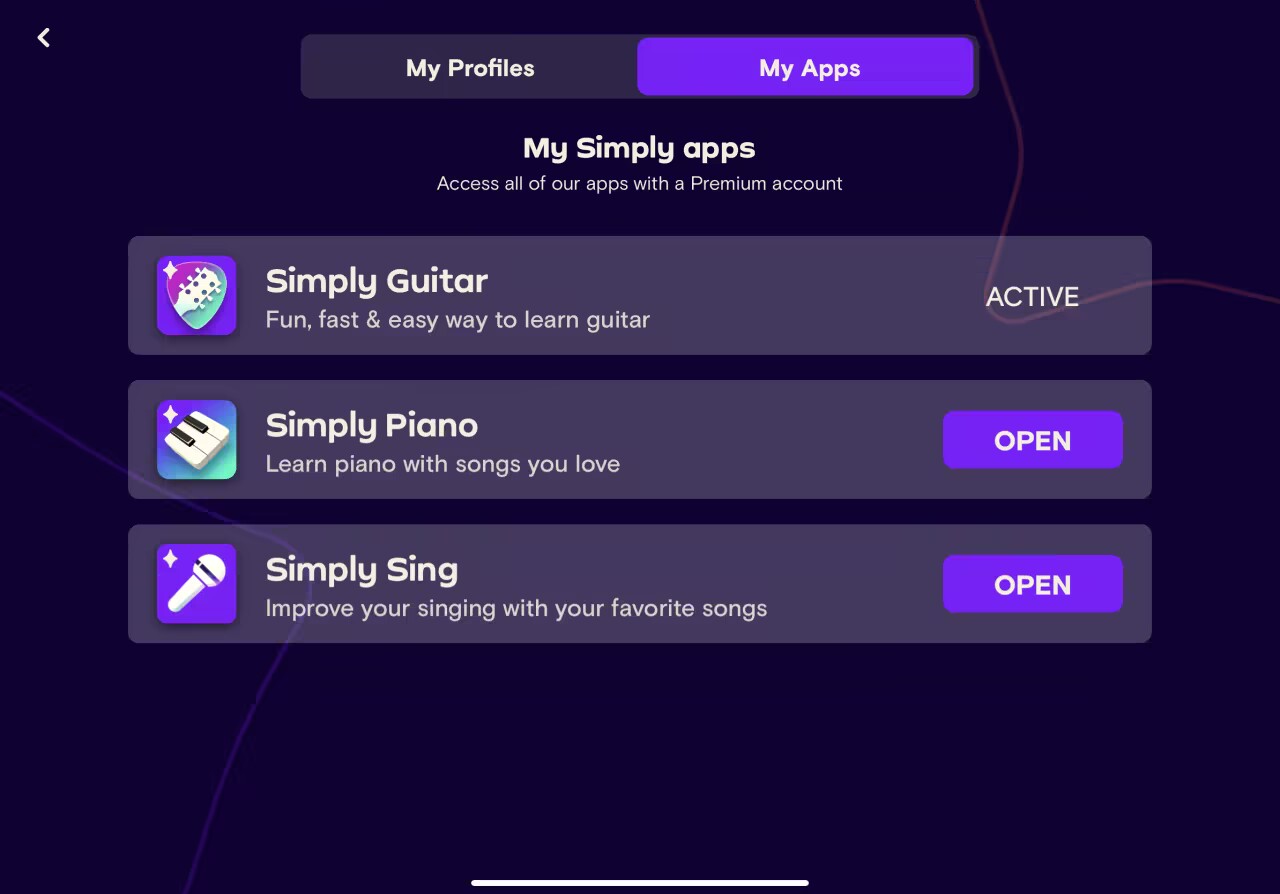 My Profiles
My Apps
My Simply apps
Access all of our apps with a Premium account
Simply Guitar
Fun, fast & easy way to learn guitar
ACTIVE
Simply Piano
Learn piano with songs you love
OPEN
Simply Sing
Improve your singing with your favorite songs
OPEN